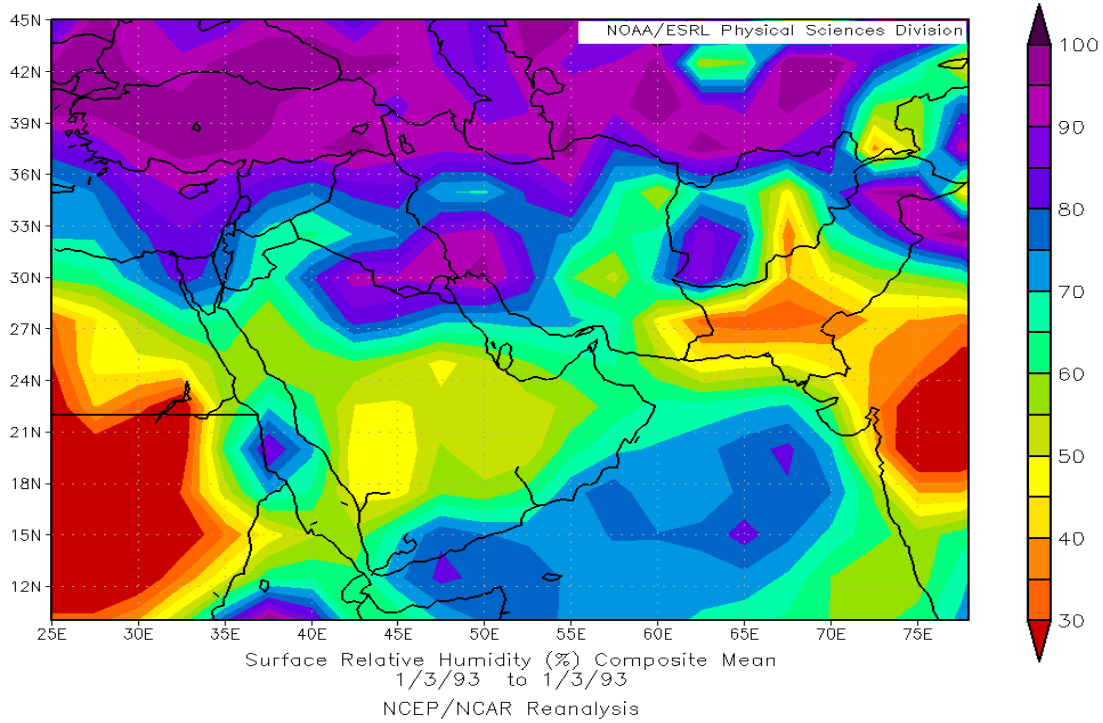 NOAA/ESRL Physical Sciences Division
45N
42N
39N
36N
33N
30N
27N
24N
21N
18N
15N
12N
25E 30E 35E 40E 45E 50E 55E 60E 65E 70E 75E
100
90
80
70
60
50
40
30
Surface Relative Humidity (%) Composite Mean
1/3/93 to 1/3/93
NCEP/NCAR Reanalysis